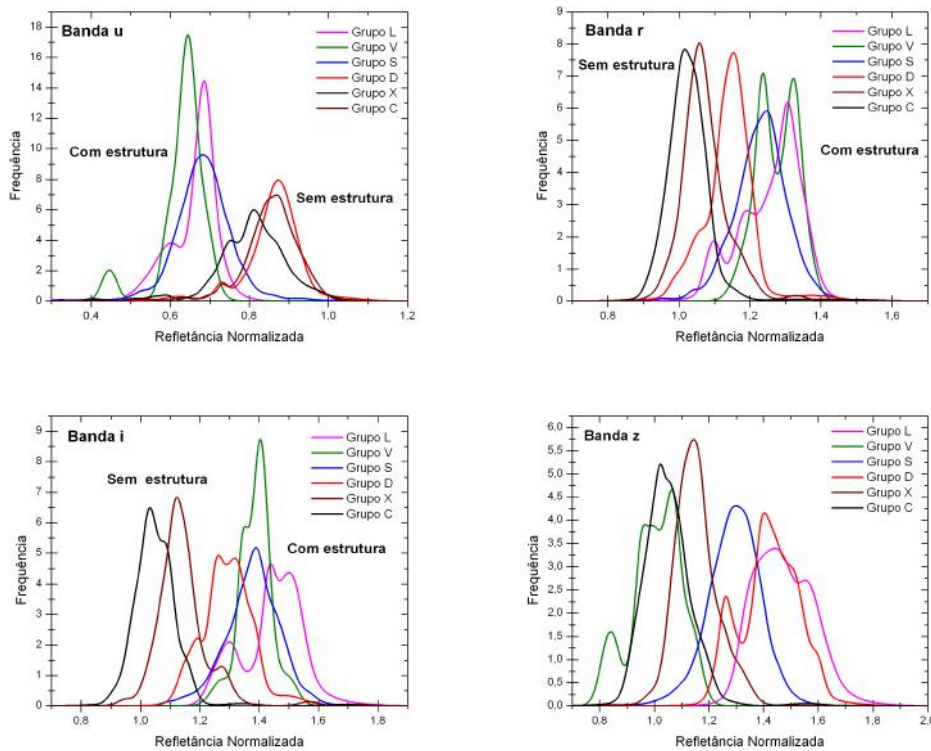 Banda u
Grupo L
Grupo V
Grupo S
Grupo D
Grupo X
Grupo C
Com estrutura
Sem estrutura
Frequência
18
16
14
12
10
8
6
4
2
0
0,4
0,6
0,8
1,0
1,2
Refletância Normalizada
Banda r
Grupo L
Grupo V
Grupo S
Grupo D
Grupo X
Grupo C
Sem estrutura
Com estrutura
Frequência
9
8
7
6
5
4
3
2
1
0
0,8
1,0
1,2
1,4
1,6
Refletância Normalizada
Banda i
Grupo L
Grupo V
Grupo S
Grupo D
Grupo X
Grupo C
Sem estrutura
Com estrutura
Frequência
9
8
7
6
5
4
3
2
1
0
0,8
1,0
1,2
1,4
1,6
1,8
Refletância Normalizada
Banda z
Grupo L
Grupo V
Grupo S
Grupo D
Grupo X
Grupo C
Frequência
6,0
5,5
5,0
4,5
4,0
3,5
3,0
2,5
2,0
1,5
1,0
0,5
0,0
0,8
1,0
1,2
1,4
1,6
1,8
2,0
Refletância Normalizada